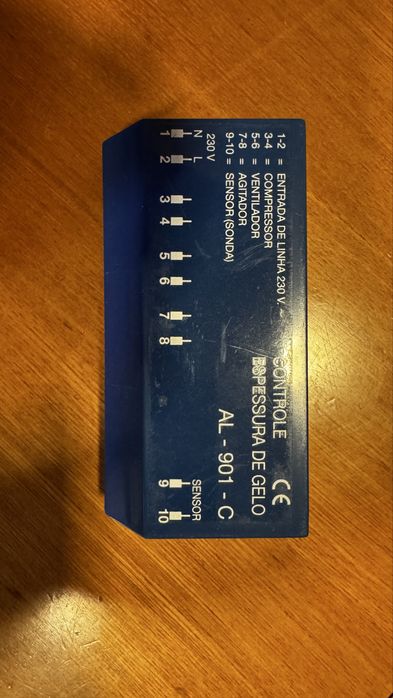 1-2 = ENTRADA DE LINHA 230 V. ~
3-4 = COMPRESSOR
5-6 = VENTILADOR
7-8 = AGITADOR
9-10 = SENSOR (SONDA)
CONTROLE
ESPESSURA DE GELO
AL - 901 - C
CE
230 V
N L
SENSOR
1 2 3 4 5 6 7 8 9 10